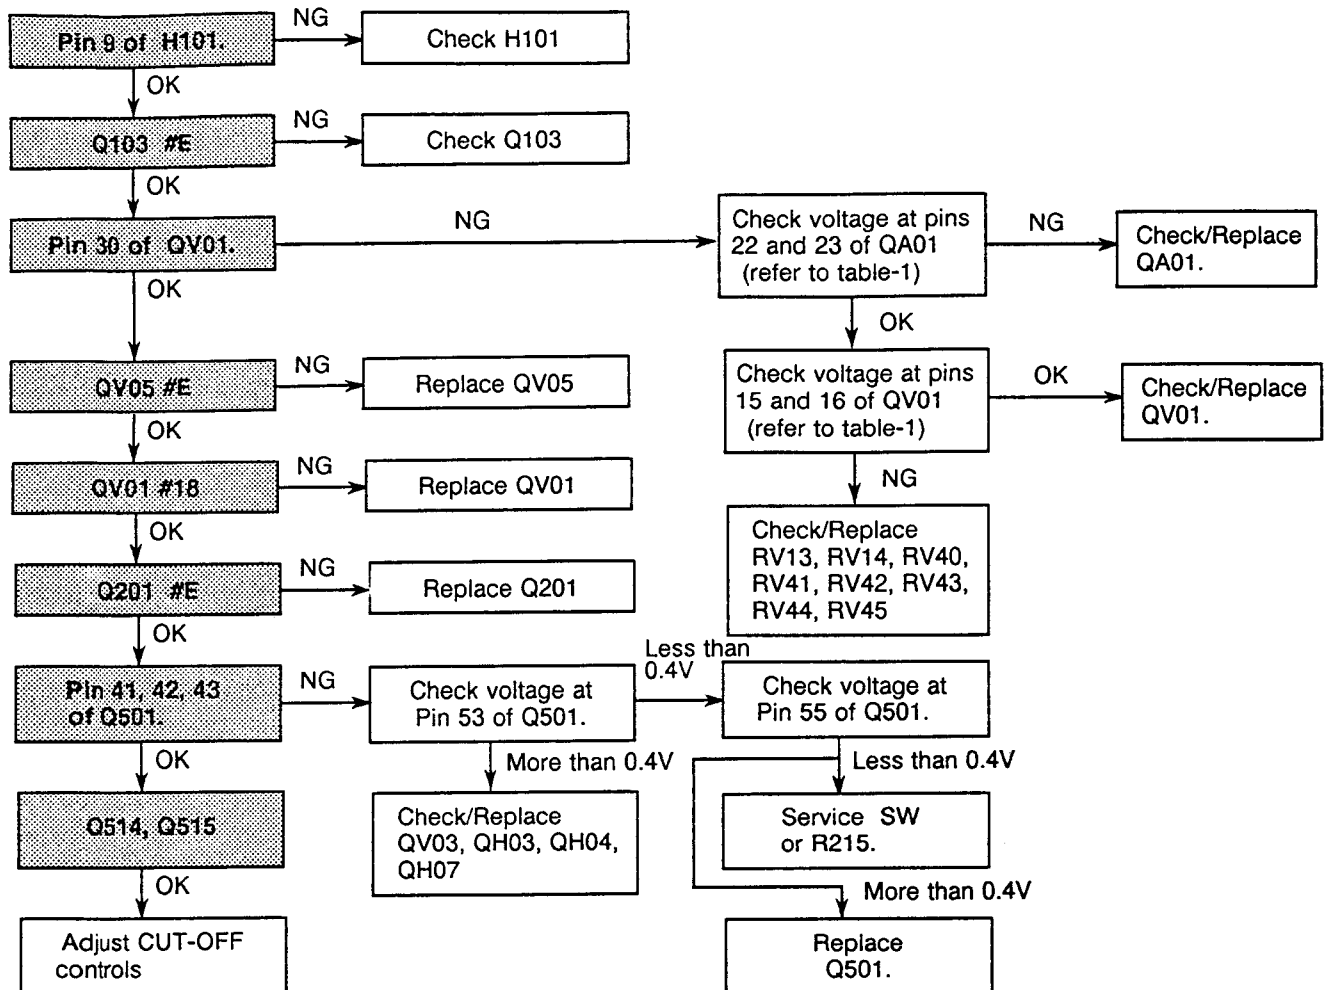 Pin 9 of H101.
NG
Check H101
OK
Q103 #E
NG
Check Q103
OK
Pin 30 of QV01.
NG
Check voltage at pins
22 and 23 of QA01
(refer to table-1)
NG
Check/Replace
QA01.
OK
OK
QV05 #E
NG
Replace QV05
Check voltage at pins
15 and 16 of QV01
(refer to table-1)
OK
Check/Replace
QV01.
OK
QV01 #18
NG
Replace QV01
NG
Check/Replace
RV13, RV14, RV40,
RV41, RV42, RV43,
RV44, RV45
OK
Q201 #E
NG
Replace Q201
OK
Pin 41, 42, 43
of Q501.
NG
Check voltage at
Pin 53 of Q501.
Less than
0.4V
Check voltage at
Pin 55 of Q501.
OK
More than 0.4V
Less than 0.4V
Q514, Q515
Check/Replace
QV03, QH03, QH04,
QH07
Service SW
or R215.
OK
More than 0.4V
Adjust CUT-OFF
controls
Replace
Q501.